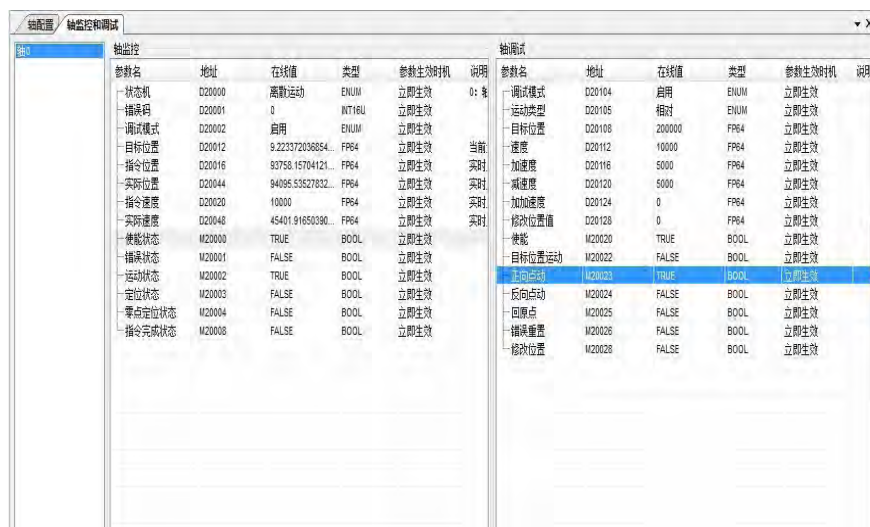 轴配置 轴监控和调试
轴0
轴监控
参数名 地址 在线值 类型 参数生效时机 说明
状态机 D20000 离散运动 ENUM 立即生效 0: 轴
错误码 D20001 0 INT16U 立即生效
调试模式 D20002 启用 ENUM 立即生效
目标位置 D20012 9.223372036854... FP64 立即生效 当前
指令位置 D20016 93758.15704121... FP64 立即生效 实时
实际位置 D20044 94095.53527832... FP64 立即生效 实时
指令速度 D20020 10000 FP64 立即生效 实时
实际速度 D20048 45401.91650390... FP64 立即生效 实时
使能状态 M20000 TRUE BOOL 立即生效
错误状态 M20001 FALSE BOOL 立即生效
运动状态 M20002 TRUE BOOL 立即生效
定位状态 M20003 FALSE BOOL 立即生效
零点定位状态 M20004 FALSE BOOL 立即生效
指令完成状态 M20008 FALSE BOOL 立即生效
轴调试
参数名 地址 在线值 类型 参数生效时机 说
调试模式 D20104 启用 ENUM 立即生效
运动类型 D20105 相对 ENUM 立即生效
目标位置 D20108 200000 FP64 立即生效
速度 D20112 10000 FP64 立即生效
加速度 D20116 5000 FP64 立即生效
减速度 D20120 5000 FP64 立即生效
加加速度 D20124 0 FP64 立即生效
修改位置值 D20128 0 FP64 立即生效
使能 M20020 TRUE BOOL 立即生效
目标位置运动 M20022 FALSE BOOL 立即生效
正向点动 M20023 TRUE BOOL 立即生效
反向点动 M20024 FALSE BOOL 立即生效
回原点 M20025 FALSE BOOL 立即生效
错误重置 M20026 FALSE BOOL 立即生效
修改位置 M20028 FALSE BOOL 立即生效